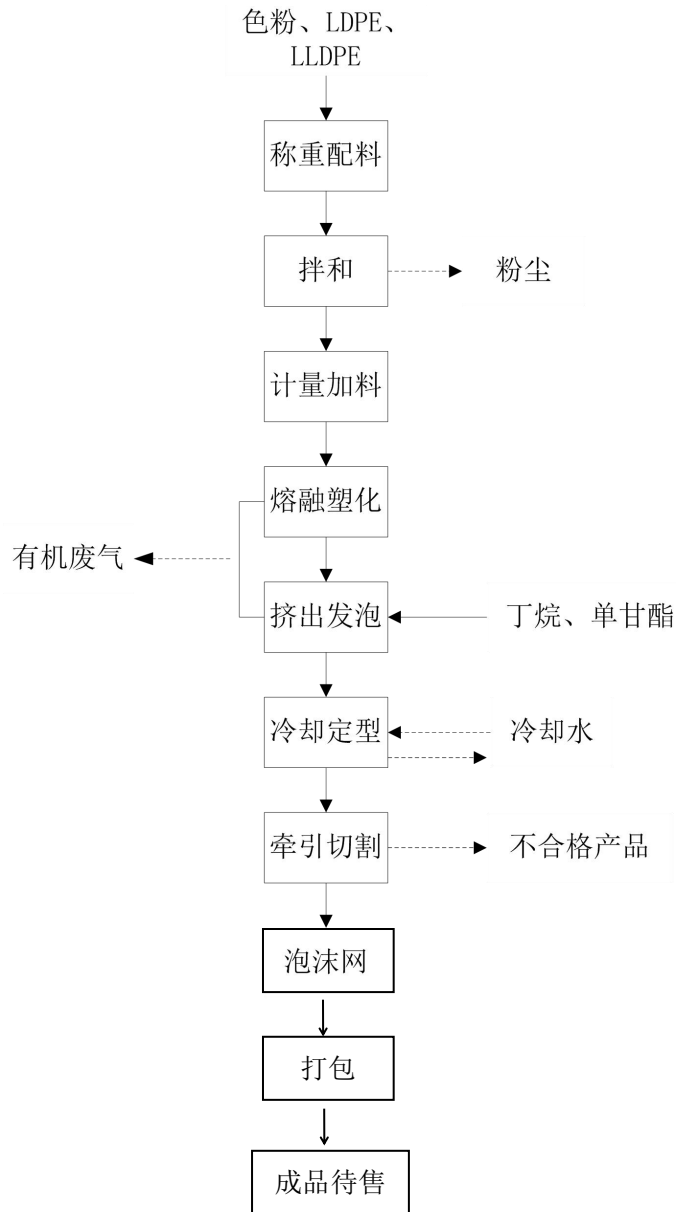 色粉、LDPE、
LLDPE
称重配料
拌和
粉尘
计量加料
熔融塑化
有机废气
挤出发泡
丁烷、单甘酯
冷却定型
冷却水
牵引切割
不合格产品
泡沫网
打包
成品待售